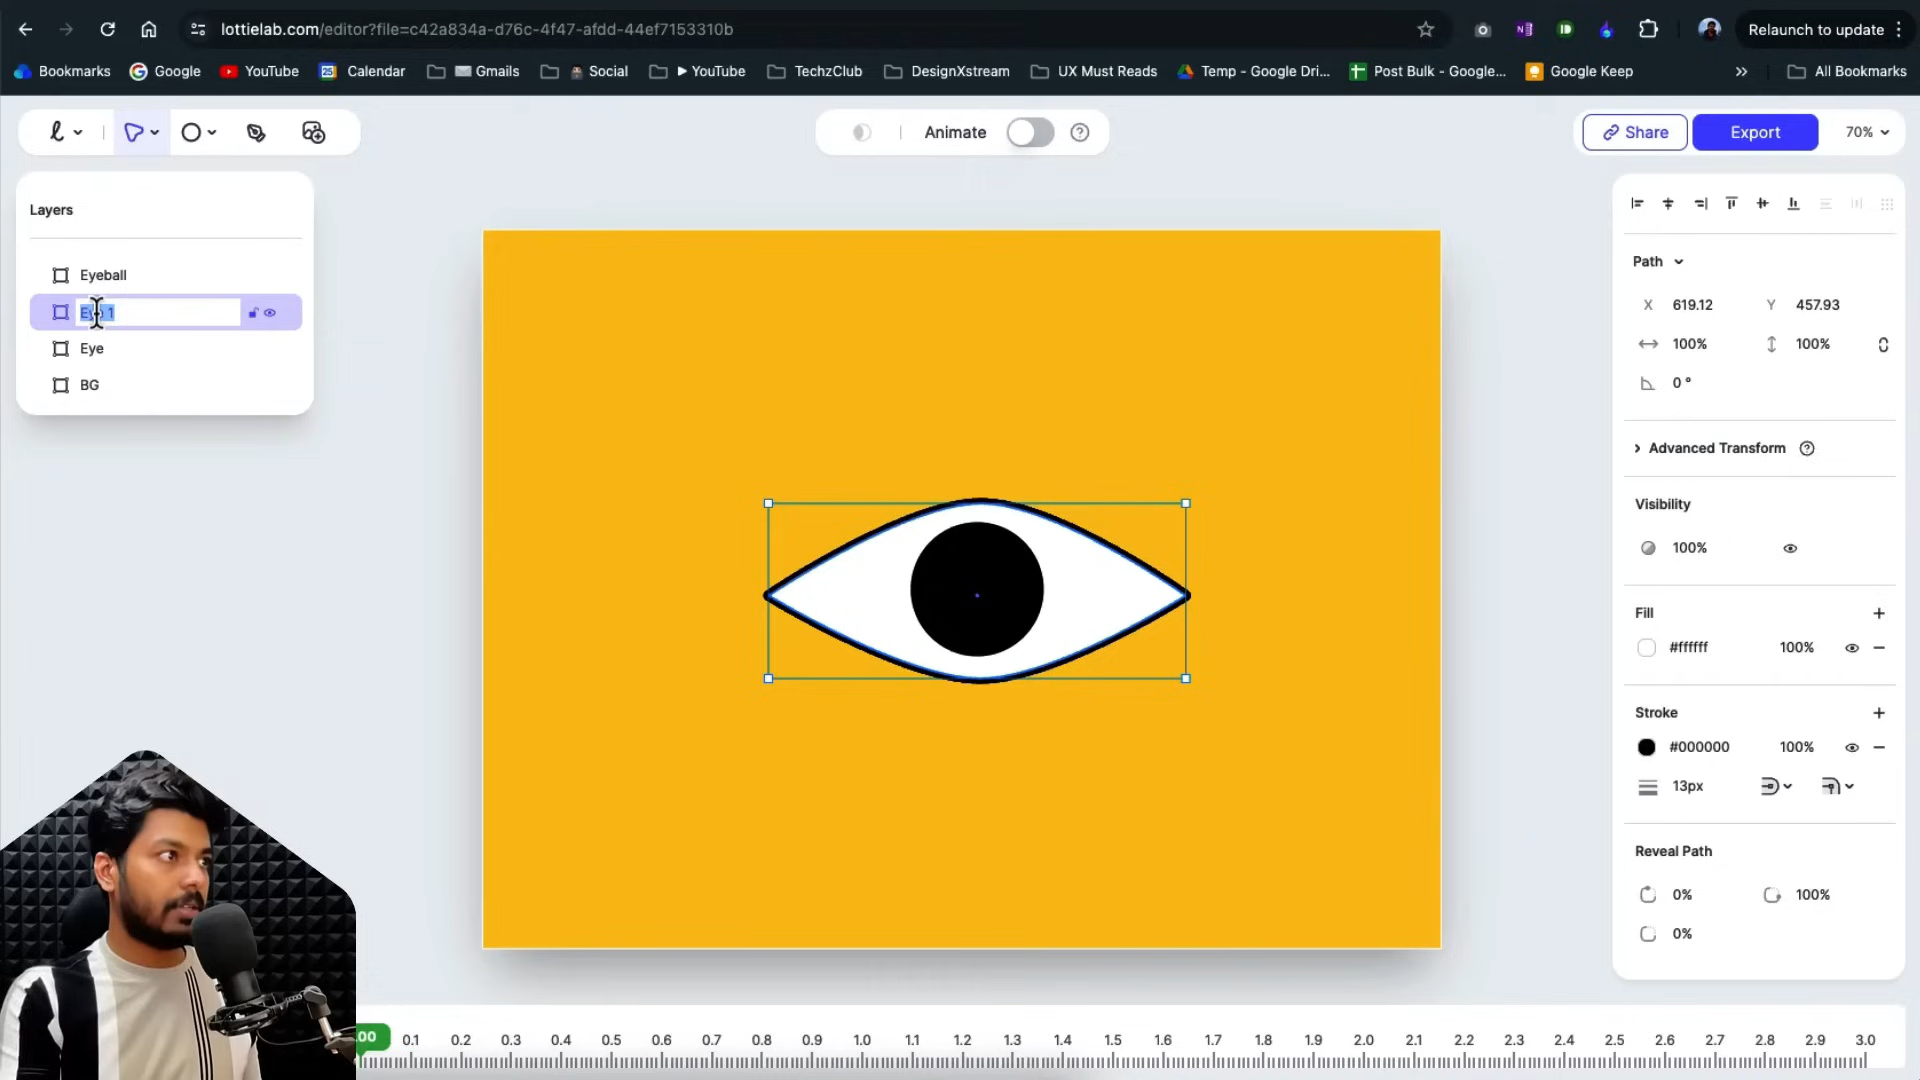 lottielab.com/editor?file=c42a834a-d76c-4f47-afdd-44ef7153310b
Relaunch to update
Bookmarks
Google
YouTube
Calendar
Gmails
Social
YouTube
TechzClub
DesignXstream
UX Must Reads
Temp - Google Dri...
Post Bulk - Google...
Google Keep
All Bookmarks
Animate
Share
Export
70%
Layers
Eyeball
Eye 1
Eye
BG
Path
X 619.12 Y 457.93
100% 100%
0 °
Advanced Transform
Visibility
100%
Fill
#ffffff 100%
Stroke
#000000 100%
13px
Reveal Path
0% 100%
0%
0.1 0.2 0.3 0.4 0.5 0.6 0.7 0.8 0.9 1.0 1.1 1.2 1.3 1.4 1.5 1.6 1.7 1.8 1.9 2.0 2.1 2.2 2.3 2.4 2.5 2.6 2.7 2.8 2.9 3.0